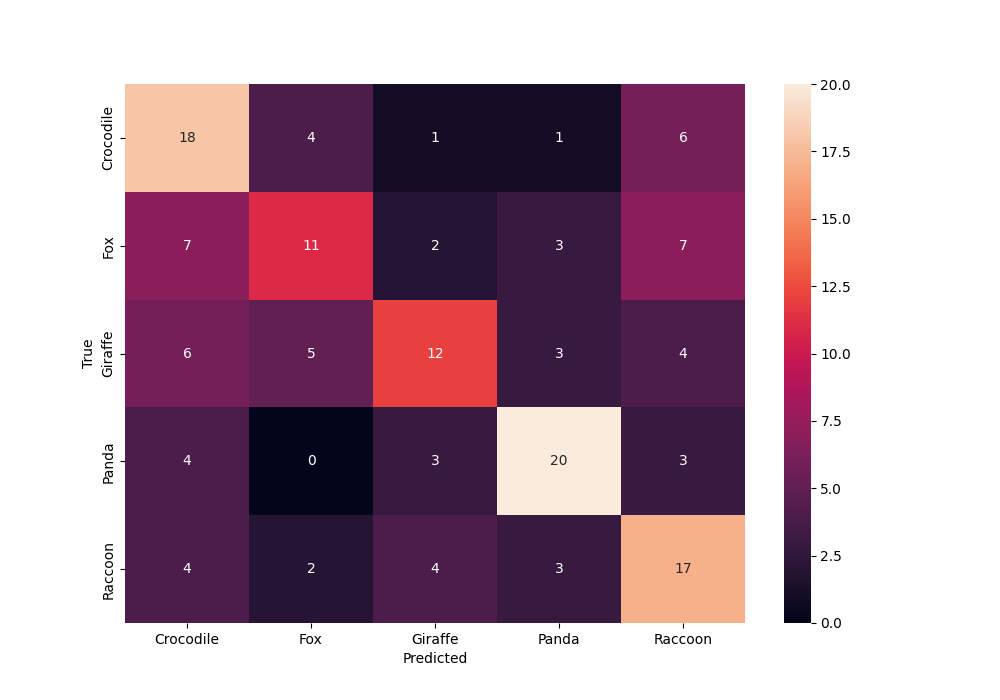 True
Crocodile 18 4 1 1 6
Fox 7 11 2 3 7
Giraffe 6 5 12 3 4
Panda 4 0 3 20 3
Raccoon 4 2 4 3 17
Crocodile Fox Giraffe Panda Raccoon
Predicted
20.0
17.5
15.0
12.5
10.0
7.5
5.0
2.5
0.0